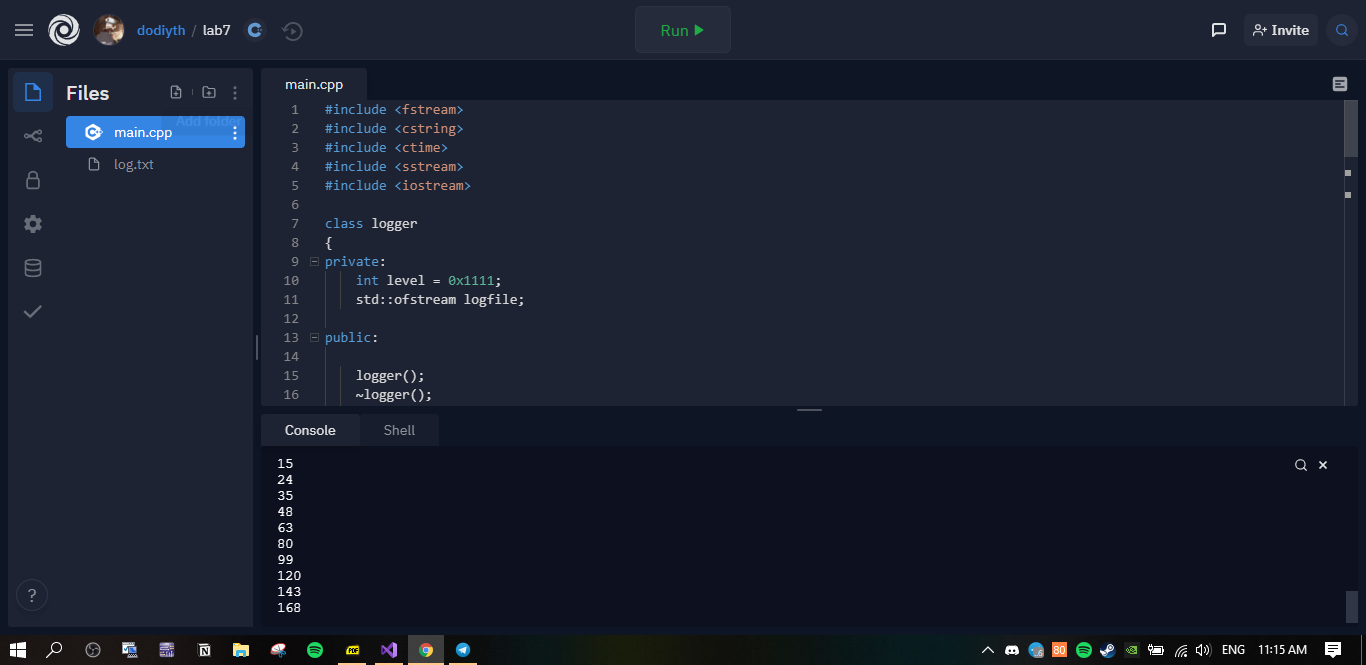 dodiyth / lab7
Run
Invite
Files
Add folder
main.cpp
log.txt
?
main.cpp
1 #include <fstream>
2 #include <cstring>
3 #include <ctime>
4 #include <sstream>
5 #include <iostream>
6
7 class logger
8 {
9 private:
10 int level = 0x1111;
11 std::ofstream logfile;
12
13 public:
14
15 logger();
16 ~logger();
Console Shell
15
24
35
48
63
80
99
120
143
168
PDF
80
ENG 11:15 AM